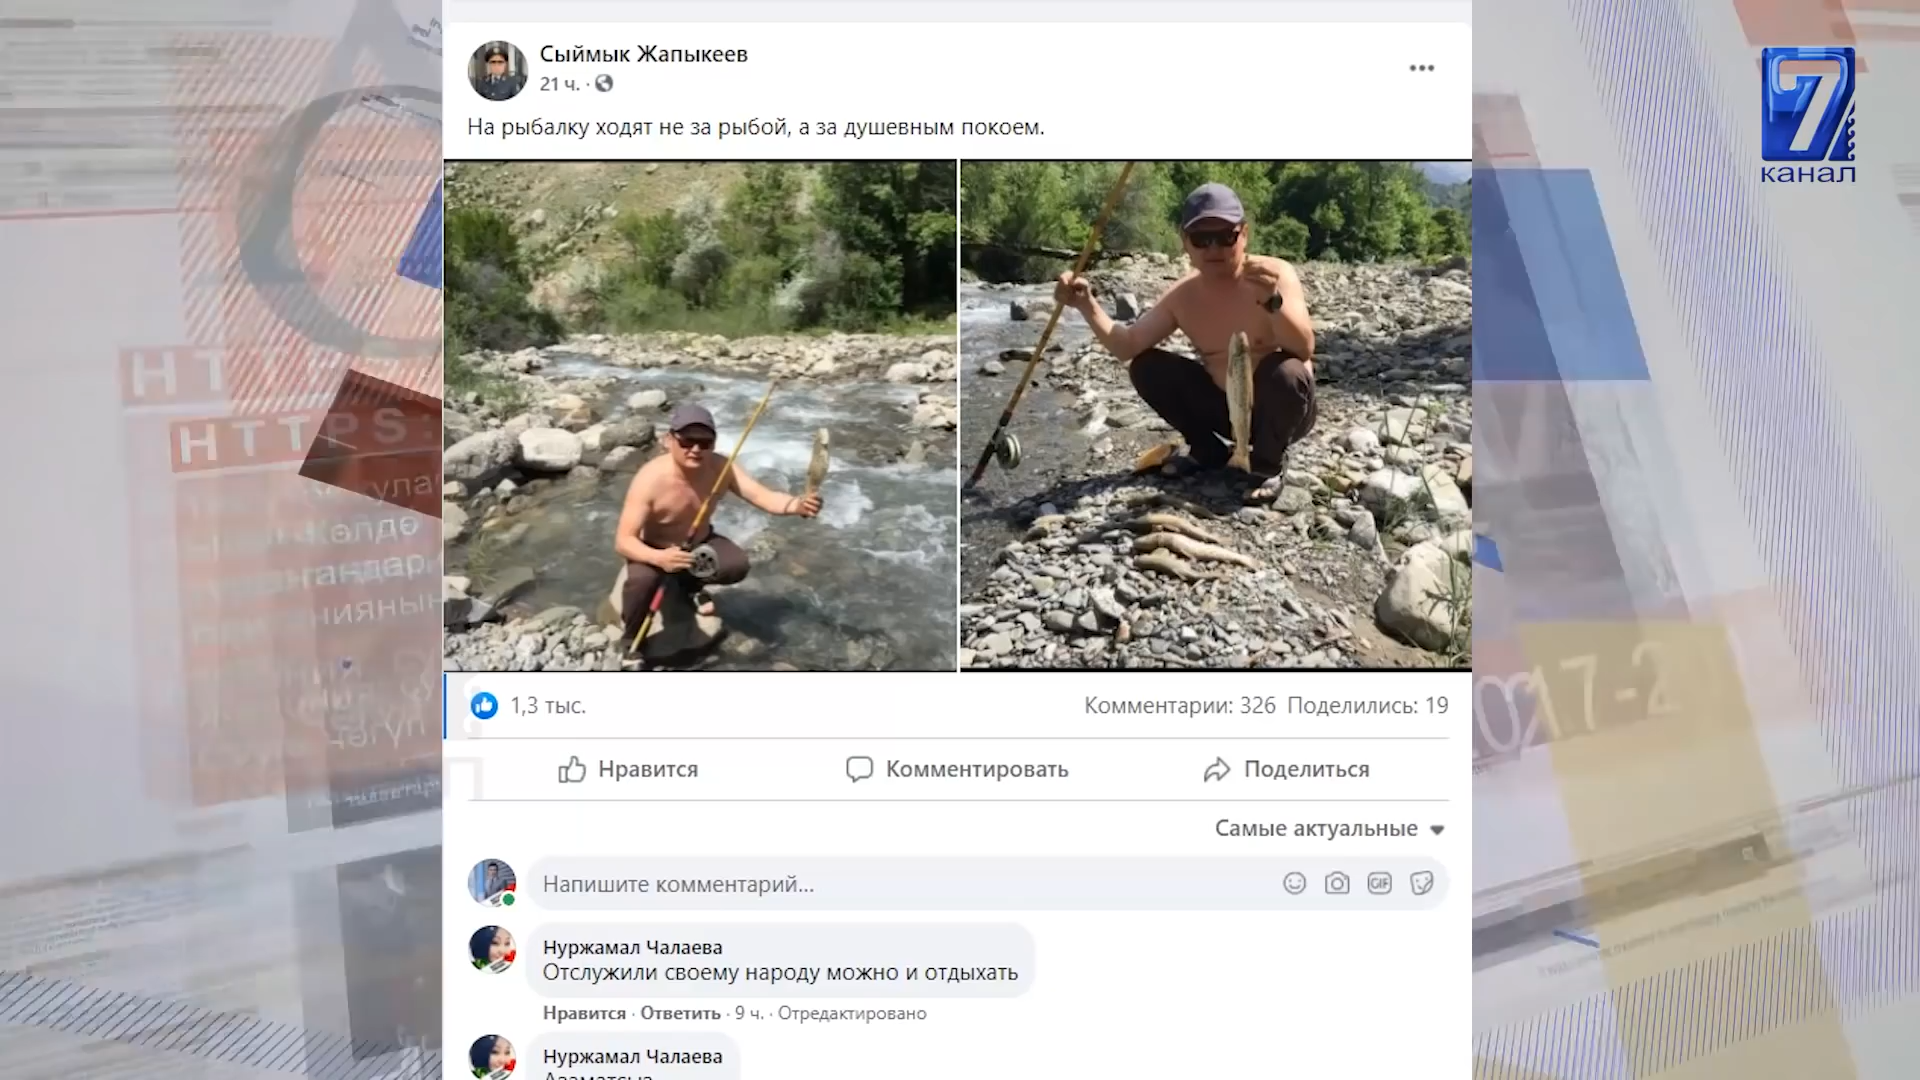 Сыймык Жапыкеев
21 ч.
На рыбалку ходят не за рыбой, а за душевным покоем.
7
канал
HTTPS:
1,3 тыс.
Комментарии: 326 Поделились: 19
Нравится Комментировать Поделиться
Самые актуальные
Напишите комментарий...
GIF
Нуржамал Чалаева
Отслужили своему народу можно и отдыхать
Нравится · Ответить · 9 ч. · Отредактировано
Нуржамал Чалаева